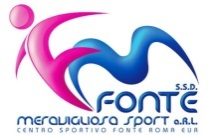 S.S.D.
FONTE
MERAVIGLIOSA SPORT a.R.L.
CENTRO SPORTIVO FONTE ROMA EUR